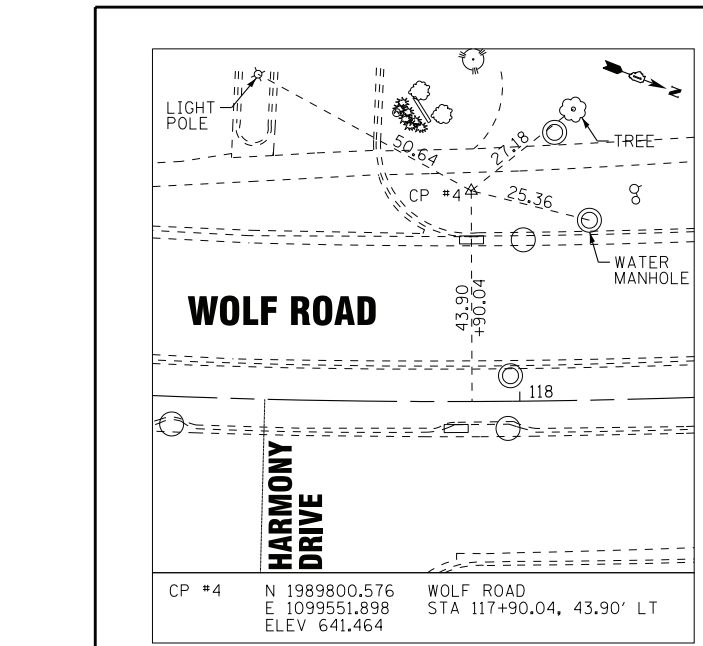 N
LIGHT
POLE
50.64
27.18
TREE
CP #4
25.36
WATER
MANHOLE
WOLF ROAD
43.90
+90.04
118
HARMONY
DRIVE
CP #4 N 1989800.576 WOLF ROAD
E 1099551.898 STA 117+90.04, 43.90' LT
ELEV 641.464